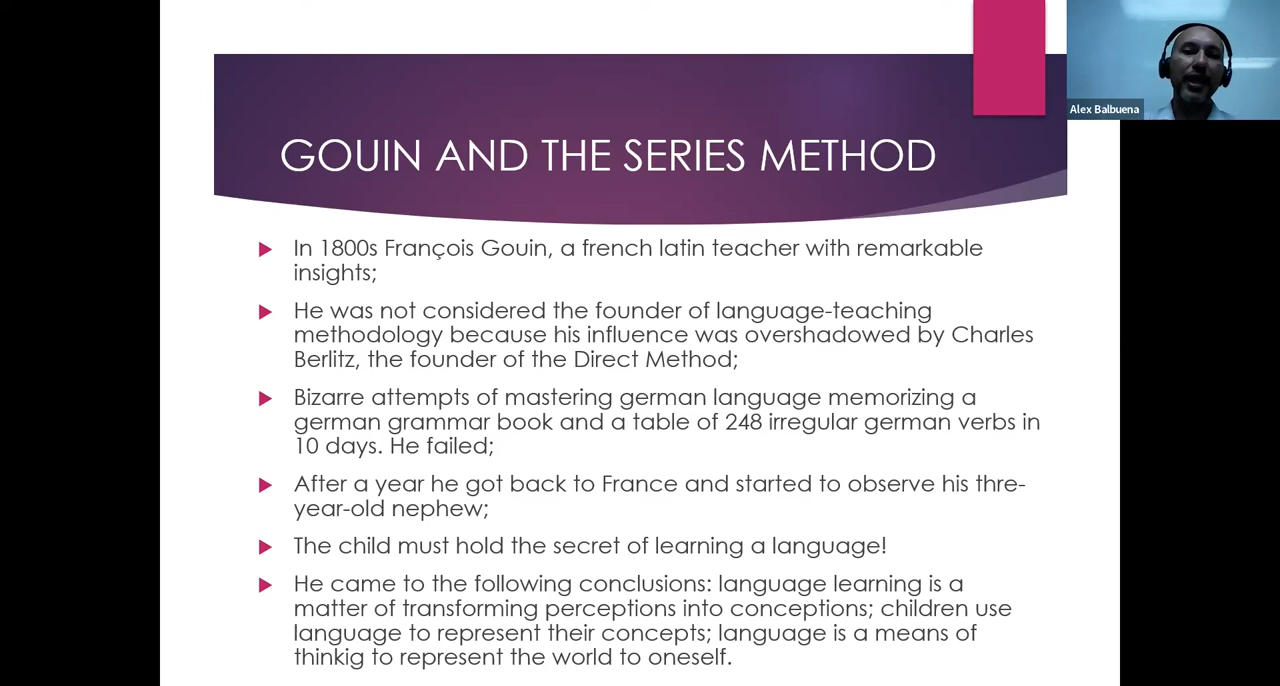 Alex Balbuena
GOUIN AND THE SERIES METHOD
In 1800s François Gouin, a french latin teacher with remarkable
insights;
He was not considered the founder of language-teaching
methodology because his influence was overshadowed by Charles
Berlitz, the founder of the Direct Method;
Bizarre attempts of mastering german language memorizing a
german grammar book and a table of 248 irregular german verbs in
10 days. He failed;
After a year he got back to France and started to observe his thre-
year-old nephew;
The child must hold the secret of learning a language!
He came to the following conclusions: language learning is a
matter of transforming perceptions into conceptions; children use
language to represent their concepts; language is a means of
thinkig to represent the world to oneself.